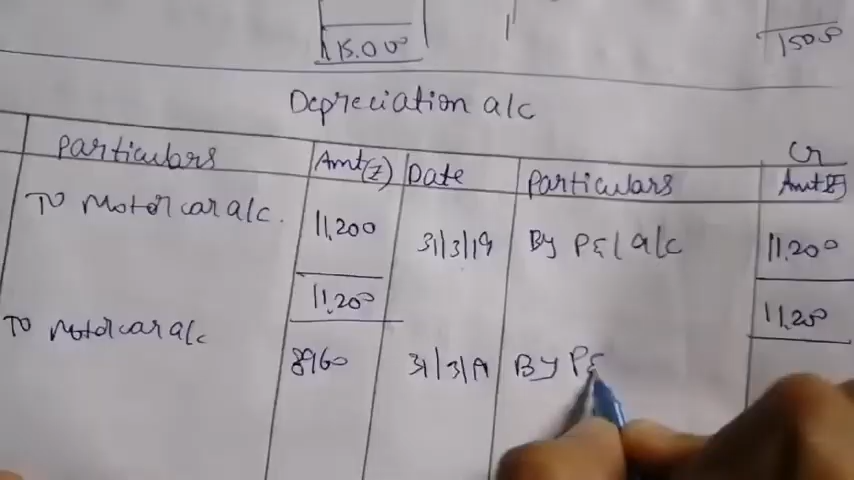 15.00 1500
Depreciation a/c
Cr
Particulars Amt(₹) Date Particulars Amt(₹)
To Motor car a/c. 11,200 31/3/19 By P&L a/c 11,200
11,200 11,200
To Motor car a/c 8960 31/3/19 By P&